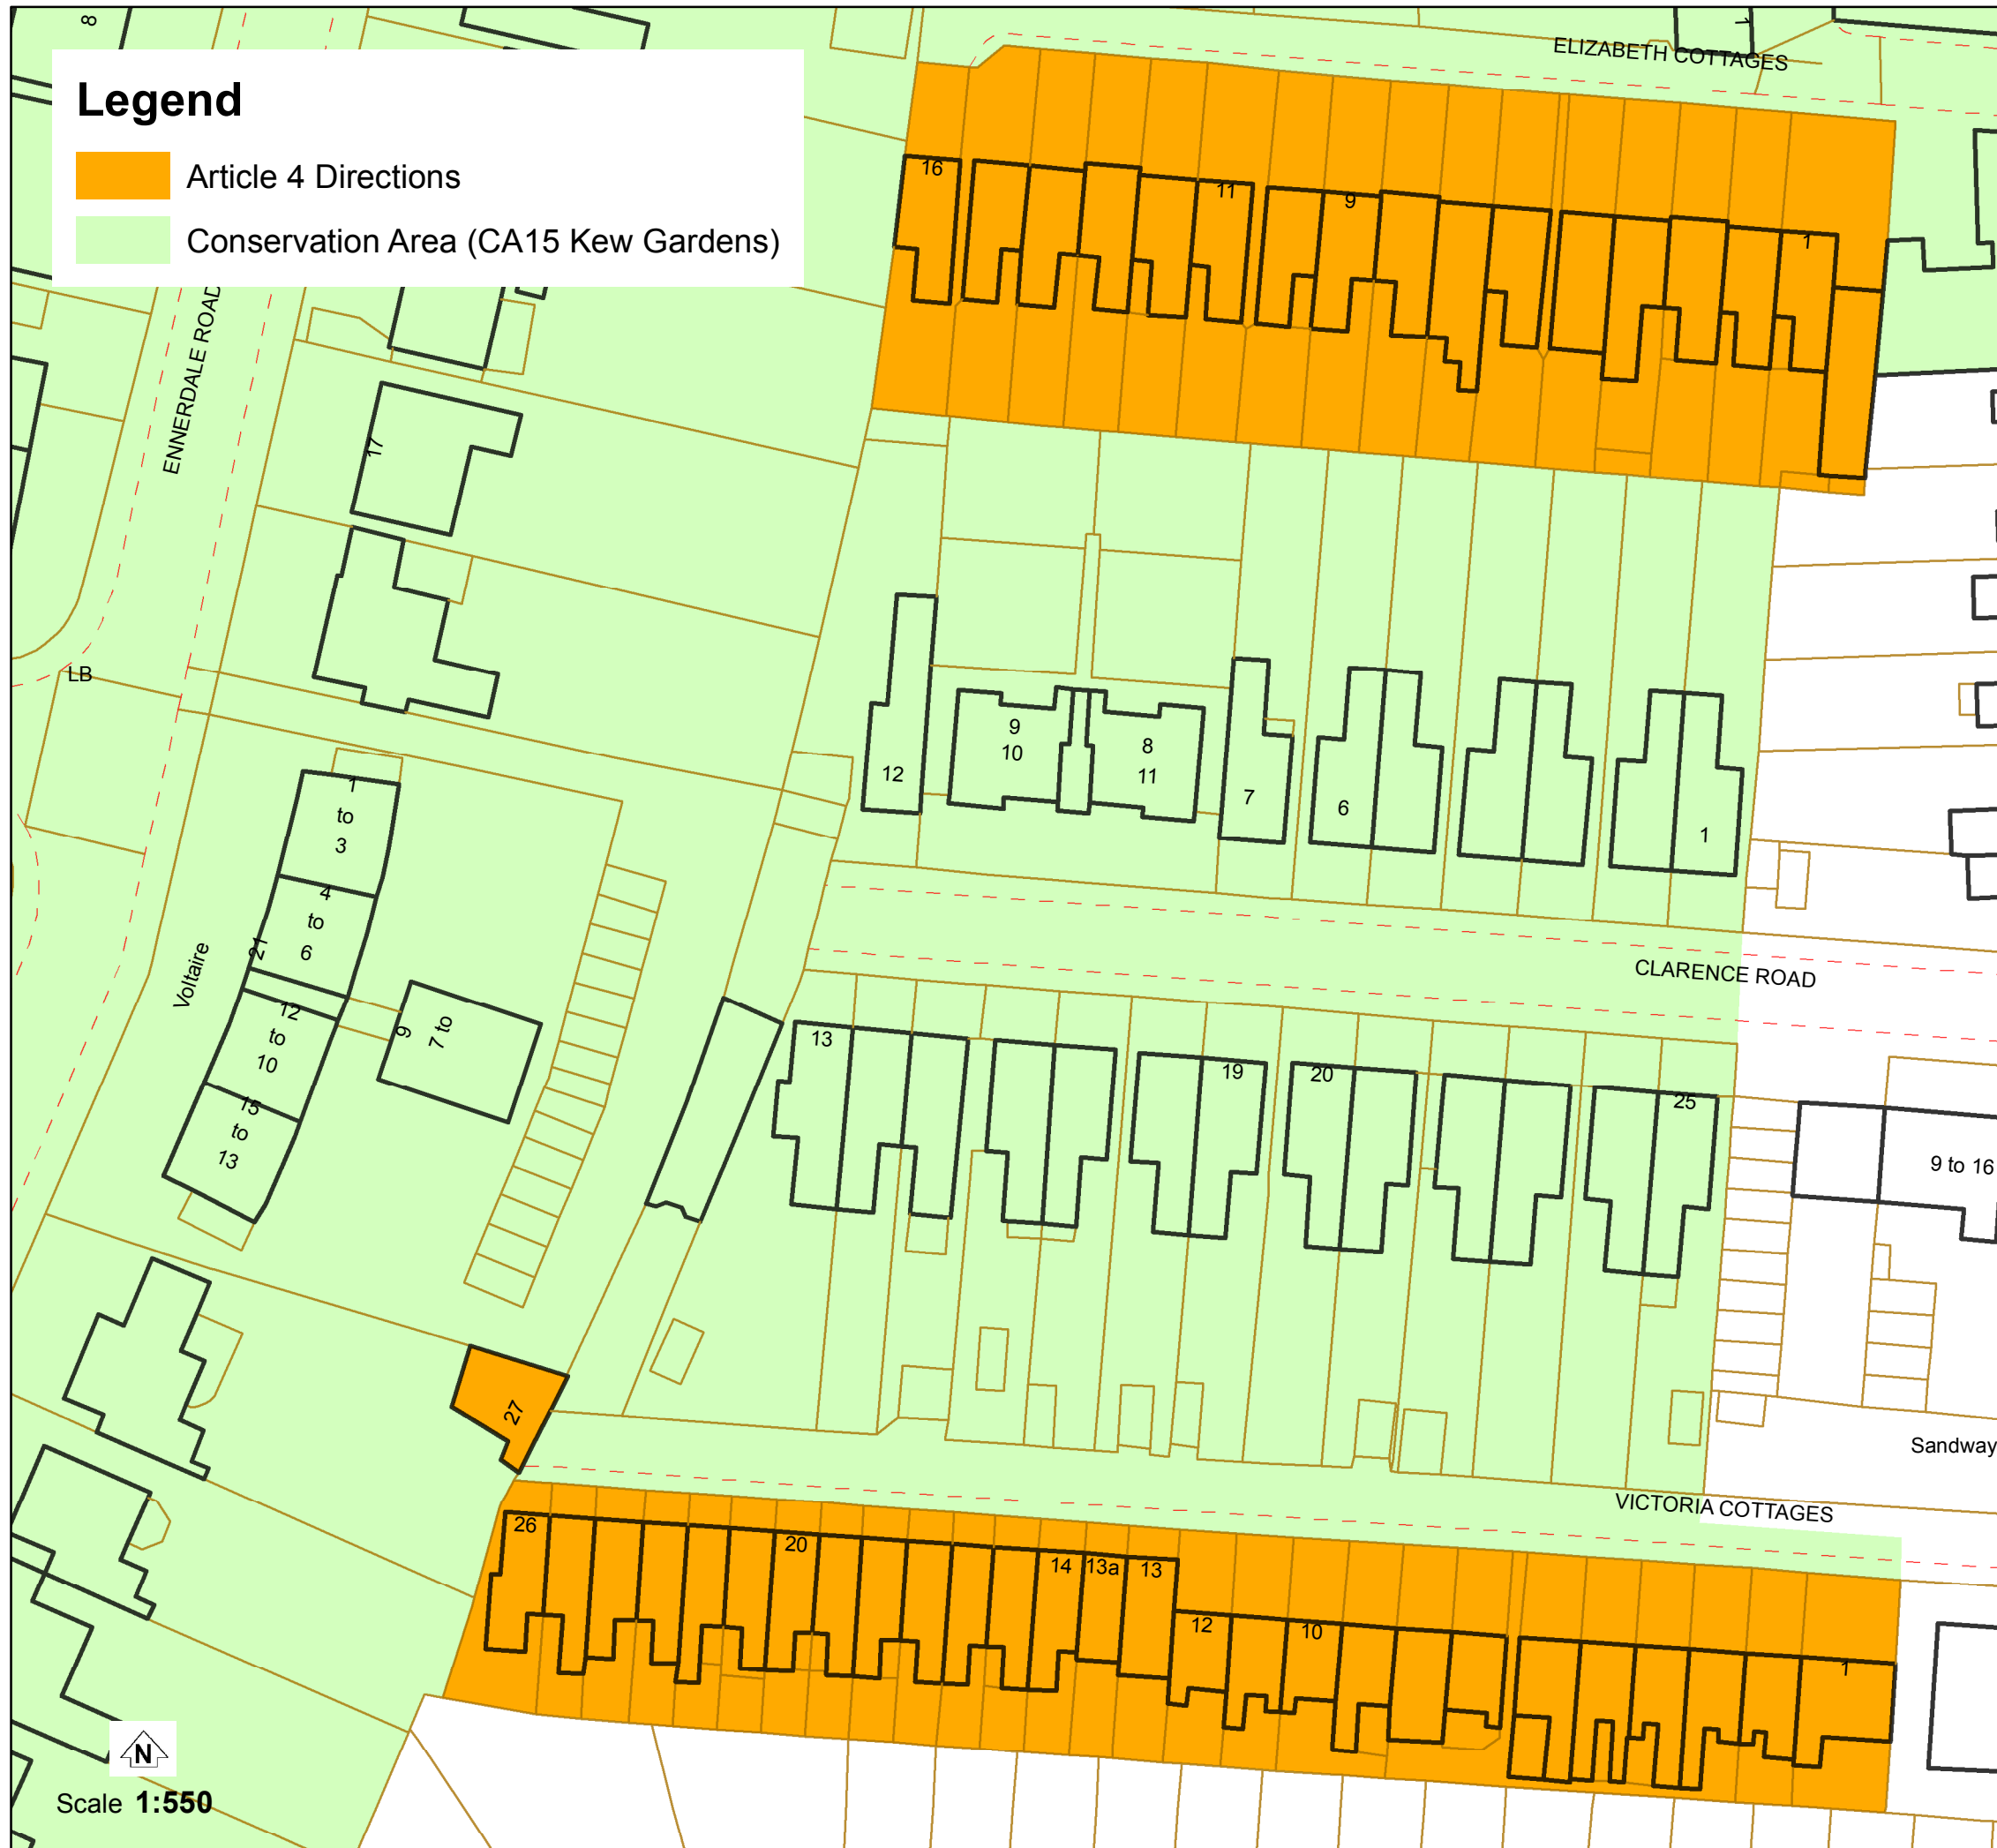 8
7
ELIZABETH COTTAGES
Legend
Article 4 Directions
Conservation Area (CA15 Kew Gardens)
16
11
9
1
ENNERDALE ROAD
17
LB
12
9
10
8
11
7
6
1
1
to
3
4
to
6
21
Voltaire
12
to
10
9
7 to
15
to
13
CLARENCE ROAD
13
19
20
25
9 to 16
27
Sandway
VICTORIA COTTAGES
26
20
14
13a
13
12
10
1
N
Scale 1:550